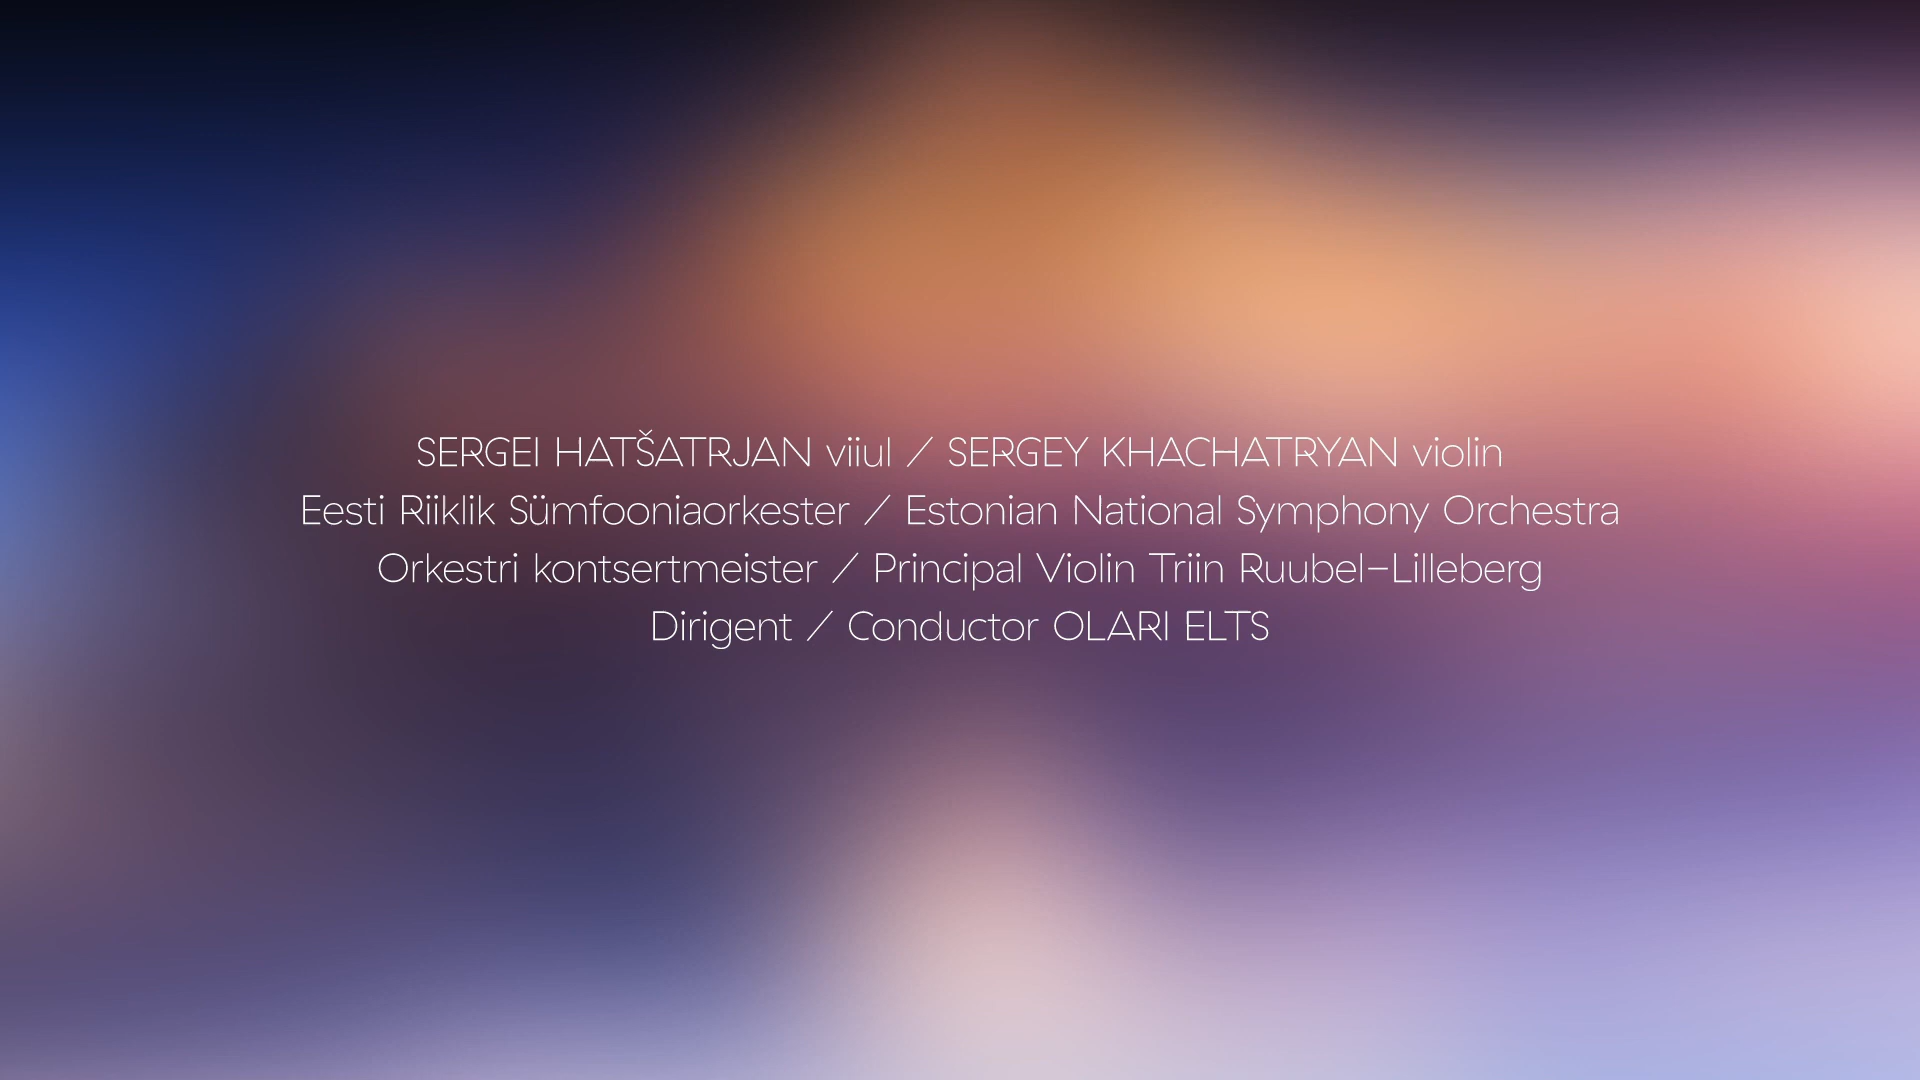 SERGEI HATŠATRJAN viiul / SERGEY KHACHATRYAN violin
Eesti Riiklik Sümfooniaorkester / Estonian National Symphony Orchestra
Orkestri kontsertmeister / Principal Violin Triin Ruubel-Lilleberg
Dirigent / Conductor OLARI ELTS